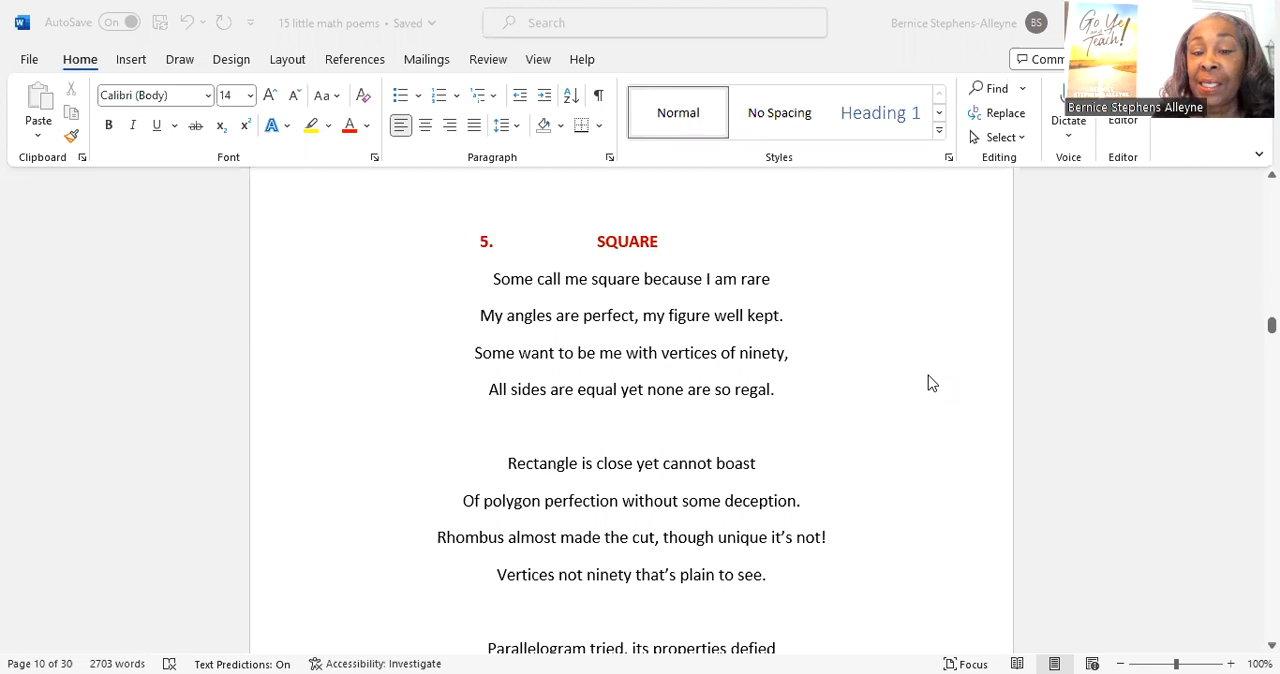 AutoSave
On
15 little math poems • Saved
Search
Bernice Stephens-Alleyne
BS
Go Ye and Teach!
Bernice Stephens Alleyne
File Home Insert Draw Design Layout References Mailings Review View Help
Comm
Paste
Clipboard
Calibri (Body) 14
Font
Paragraph
Normal
No Spacing
Heading 1
Styles
Find
Replace
Select
Editing
Dictate
Voice
Editor
Editor
5. SQUARE
Some call me square because I am rare
My angles are perfect, my figure well kept.
Some want to be me with vertices of ninety,
All sides are equal yet none are so regal.
Rectangle is close yet cannot boast
Of polygon perfection without some deception.
Rhombus almost made the cut, though unique it's not!
Vertices not ninety that's plain to see.
Parallelogram tried, its properties defied
Page 10 of 30 2703 words Text Predictions: On Accessibility: Investigate Focus 100%